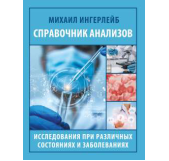 МИХАИЛ ИНГЕРЛЕЙБ
СПРАВОЧНИК АНАЛИЗОВ
ИССЛЕДОВАНИЯ ПРИ РАЗЛИЧНЫХ
СОСТОЯНИЯХ И ЗАБОЛЕВАНИЯХ